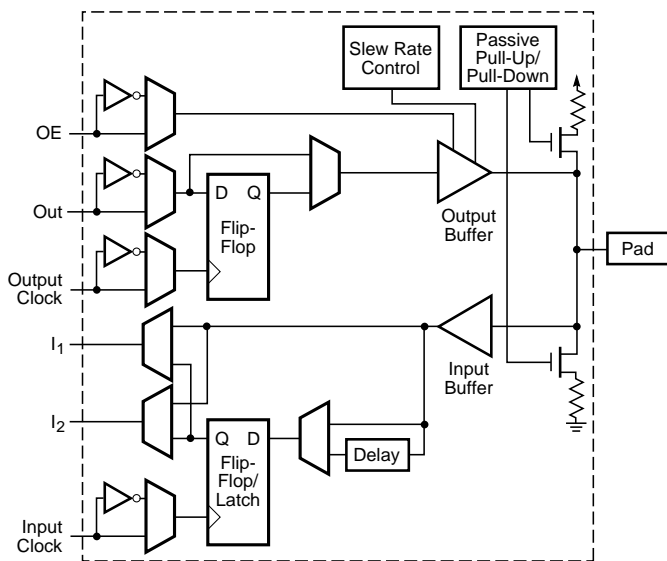 Slew Rate
Control
Passive
Pull-Up/
Pull-Down
OE
Out
D Q
Flip-
Flop
Output
Buffer
Pad
Output
Clock
I1
I2
Input
Buffer
Q D
Flip-
Flop/
Latch
Delay
Input
Clock